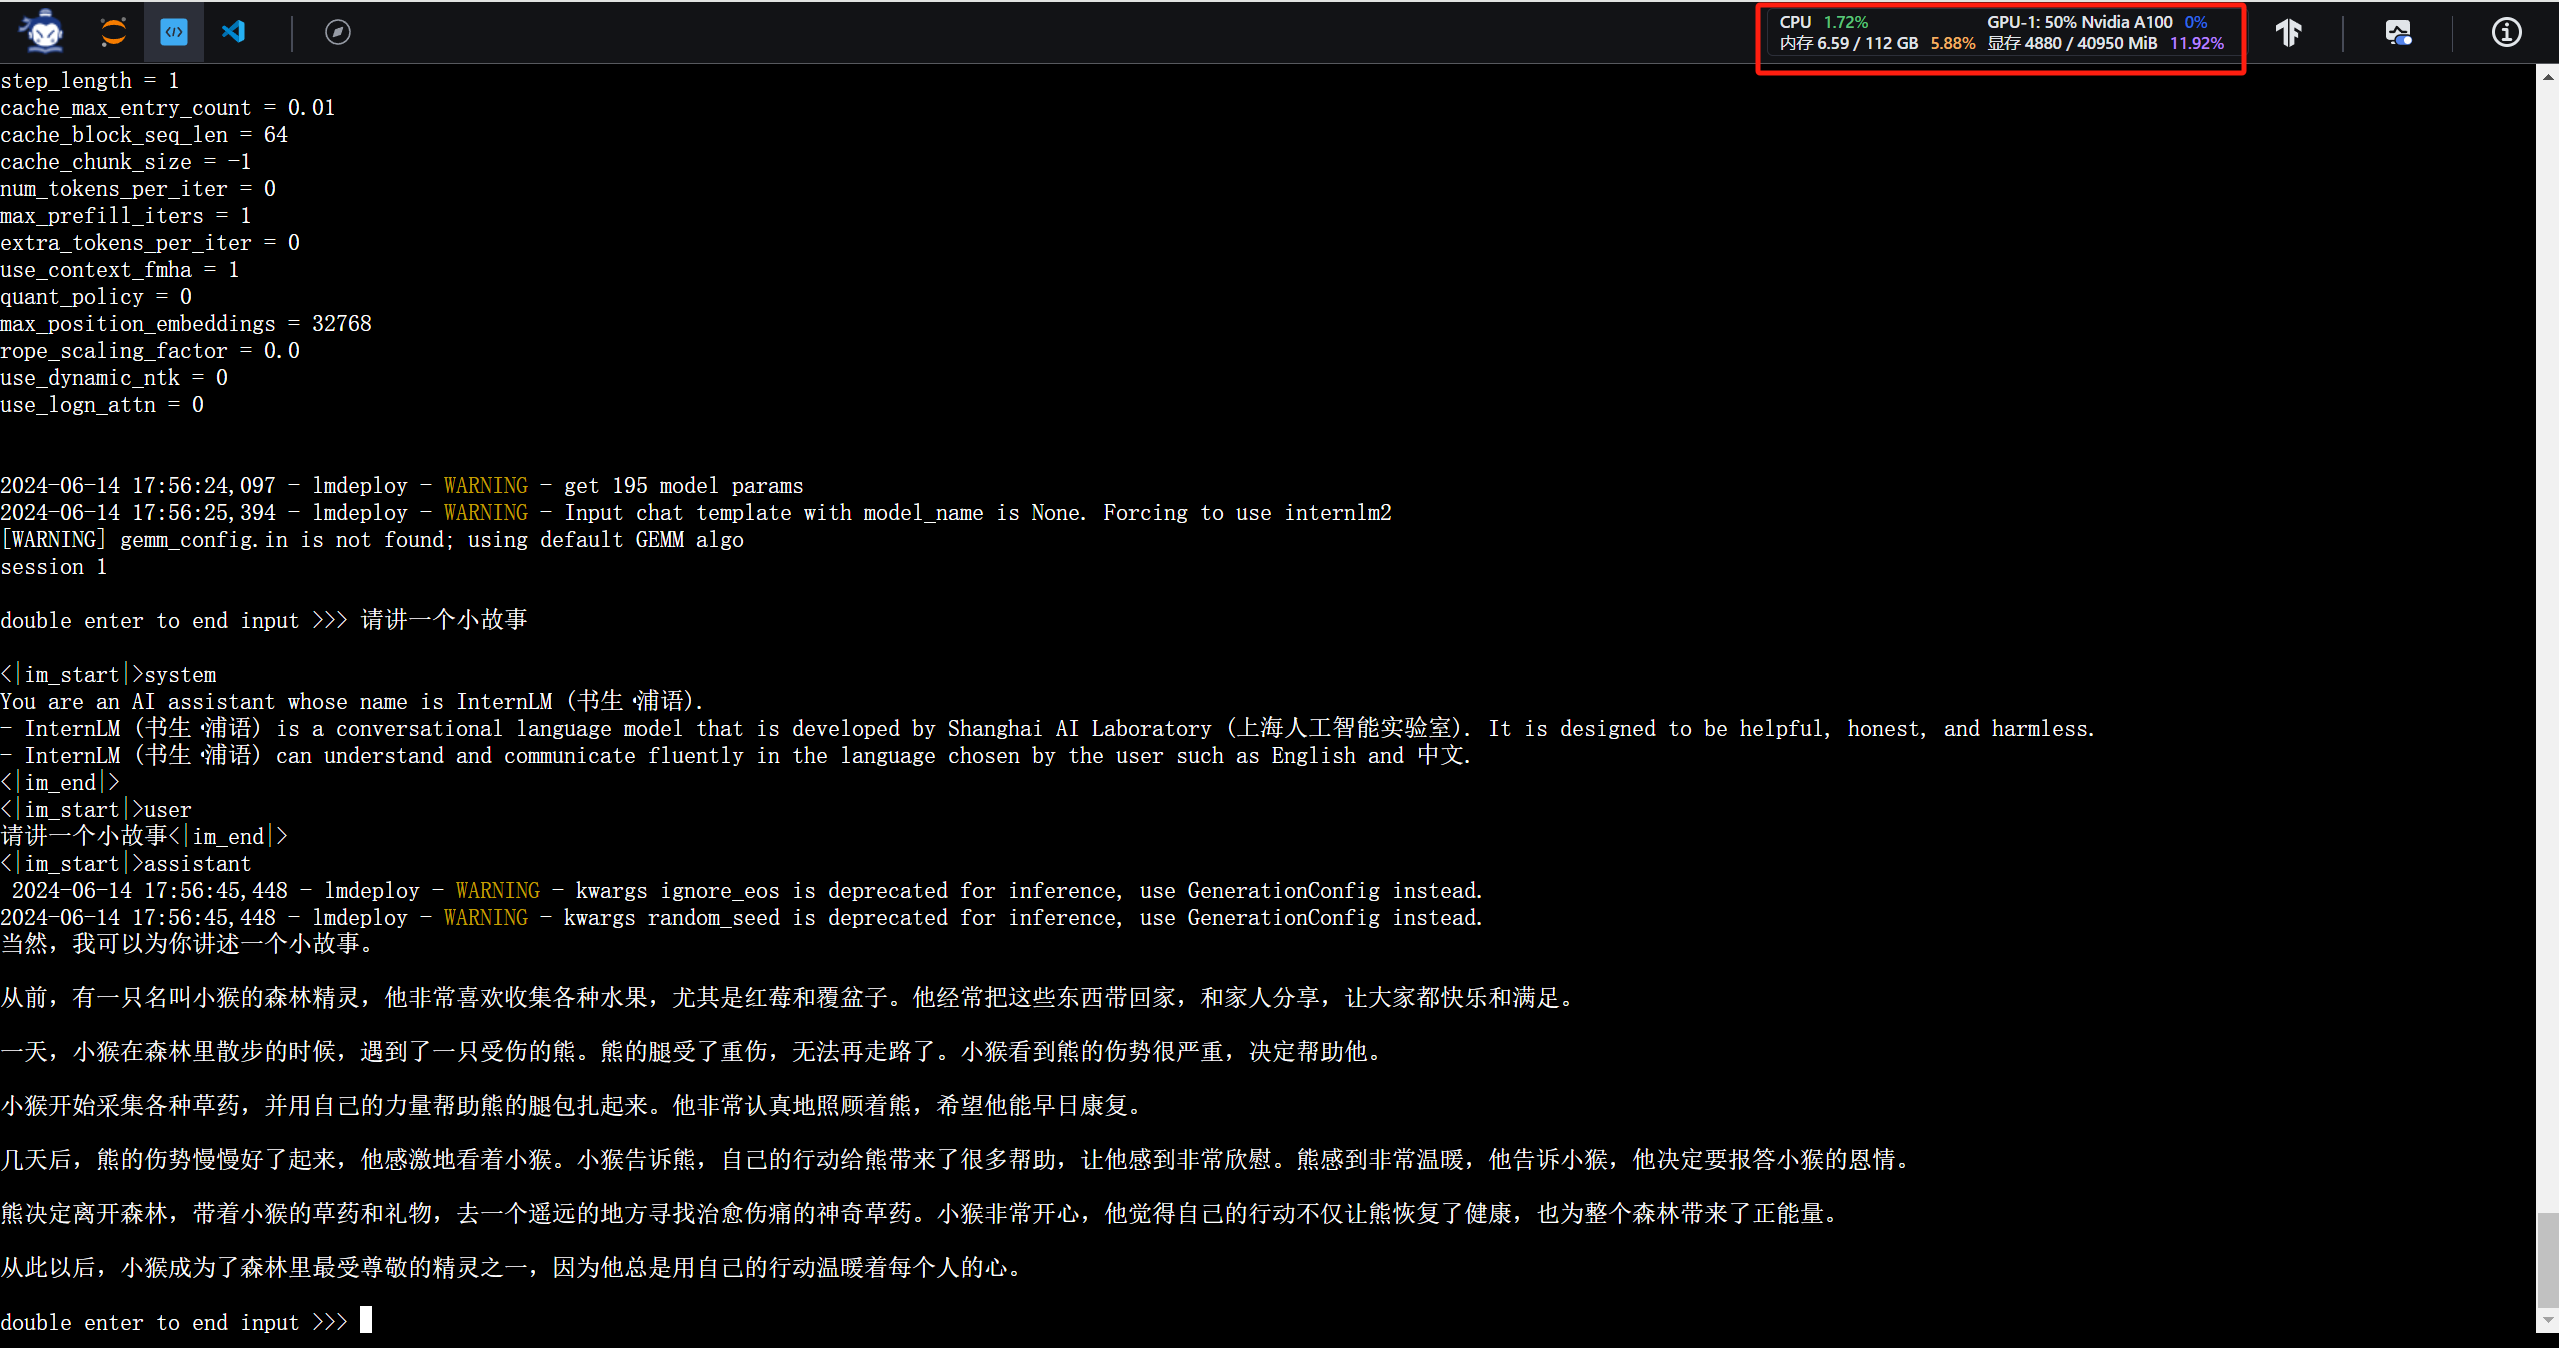 CPU 1.72% GPU-1: 50% Nvidia A100 0%
内存 6.59 / 112 GB 5.88% 显存 4880 / 40950 MiB 11.92%
step_length = 1
cache_max_entry_count = 0.01
cache_block_seq_len = 64
cache_chunk_size = -1
num_tokens_per_iter = 0
max_prefill_iters = 1
extra_tokens_per_iter = 0
use_context_fmha = 1
quant_policy = 0
max_position_embeddings = 32768
rope_scaling_factor = 0.0
use_dynamic_ntk = 0
use_logn_attn = 0
2024-06-14 17:56:24,097 - lmdeploy - WARNING - get 195 model params
2024-06-14 17:56:25,394 - lmdeploy - WARNING - Input chat template with model_name is None. Forcing to use internlm2
[WARNING] gemm_config.in is not found; using default GEMM algo
session 1
double enter to end input >>> 请讲一个小故事
<|im_start|>system
You are an AI assistant whose name is InternLM (书生·浦语).
- InternLM (书生·浦语) is a conversational language model that is developed by Shanghai AI Laboratory (上海人工智能实验室). It is designed to be helpful, honest, and harmless.
- InternLM (书生·浦语) can understand and communicate fluently in the language chosen by the user such as English and 中文.
<|im_end|>
<|im_start|>user
请讲一个小故事<|im_end|>
<|im_start|>assistant
2024-06-14 17:56:45,448 - lmdeploy - WARNING - kwargs ignore_eos is deprecated for inference, use GenerationConfig instead.
2024-06-14 17:56:45,448 - lmdeploy - WARNING - kwargs random_seed is deprecated for inference, use GenerationConfig instead.
当然，我可以为你讲述一个小故事。
从前，有一只名叫小猴的森林精灵，他非常喜欢收集各种水果，尤其是红莓和覆盆子。他经常把这些东西带回家，和家人分享，让大家都快乐和满足。
一天，小猴在森林里散步的时候，遇到了一只受伤的熊。熊的腿受了重伤，无法再走路了。小猴看到熊的伤势很严重，决定帮助他。
小猴开始采集各种草药，并用自己的力量帮助熊的腿包扎起来。他非常认真地照顾着熊，希望他能早日康复。
几天后，熊的伤势慢慢好了起来，他感激地看着小猴。小猴告诉熊，自己的行动给熊带来了很多帮助，让他感到非常欣慰。熊感到非常温暖，他告诉小猴，他决定要报答小猴的恩情。
熊决定离开森林，带着小猴的草药和礼物，去一个遥远的地方寻找治愈伤痛的神奇草药。小猴非常开心，他觉得自己的行动不仅让熊恢复了健康，也为整个森林带来了正能量。
从此以后，小猴成为了森林里最受尊敬的精灵之一，因为他总是用自己的行动温暖着每个人的心。
double enter to end input >>>